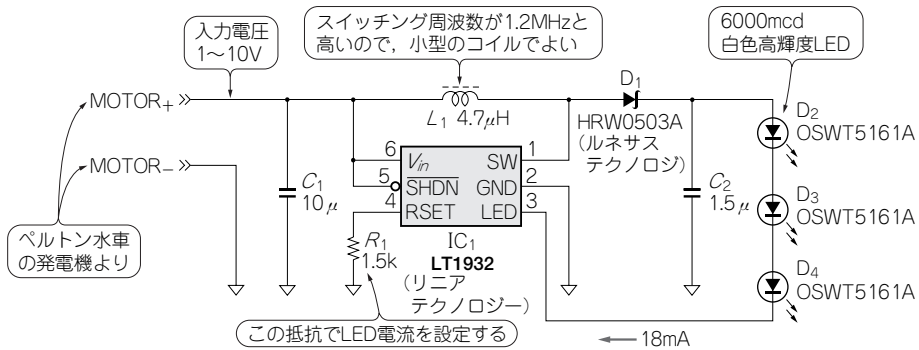 スイッチング周波数が1.2MHzと
高いので，小型のコイルでよい
入力電圧
1～10V
6000mcd
白色高輝度LED
MOTOR+
L1 4.7μH
D1
HRW0503A
(ルネサス
テクノロジ)
D2
OSWT5161A
MOTOR−
C1
10μ
6
Vin
SW
1
5
SHDN
GND
2
4
RSET
LED
3
C2
1.5μ
D3
OSWT5161A
ペルトン水車
の発電機より
R1
1.5k
IC1
LT1932
(リニア
テクノロジー)
D4
OSWT5161A
この抵抗でLED電流を設定する
18mA